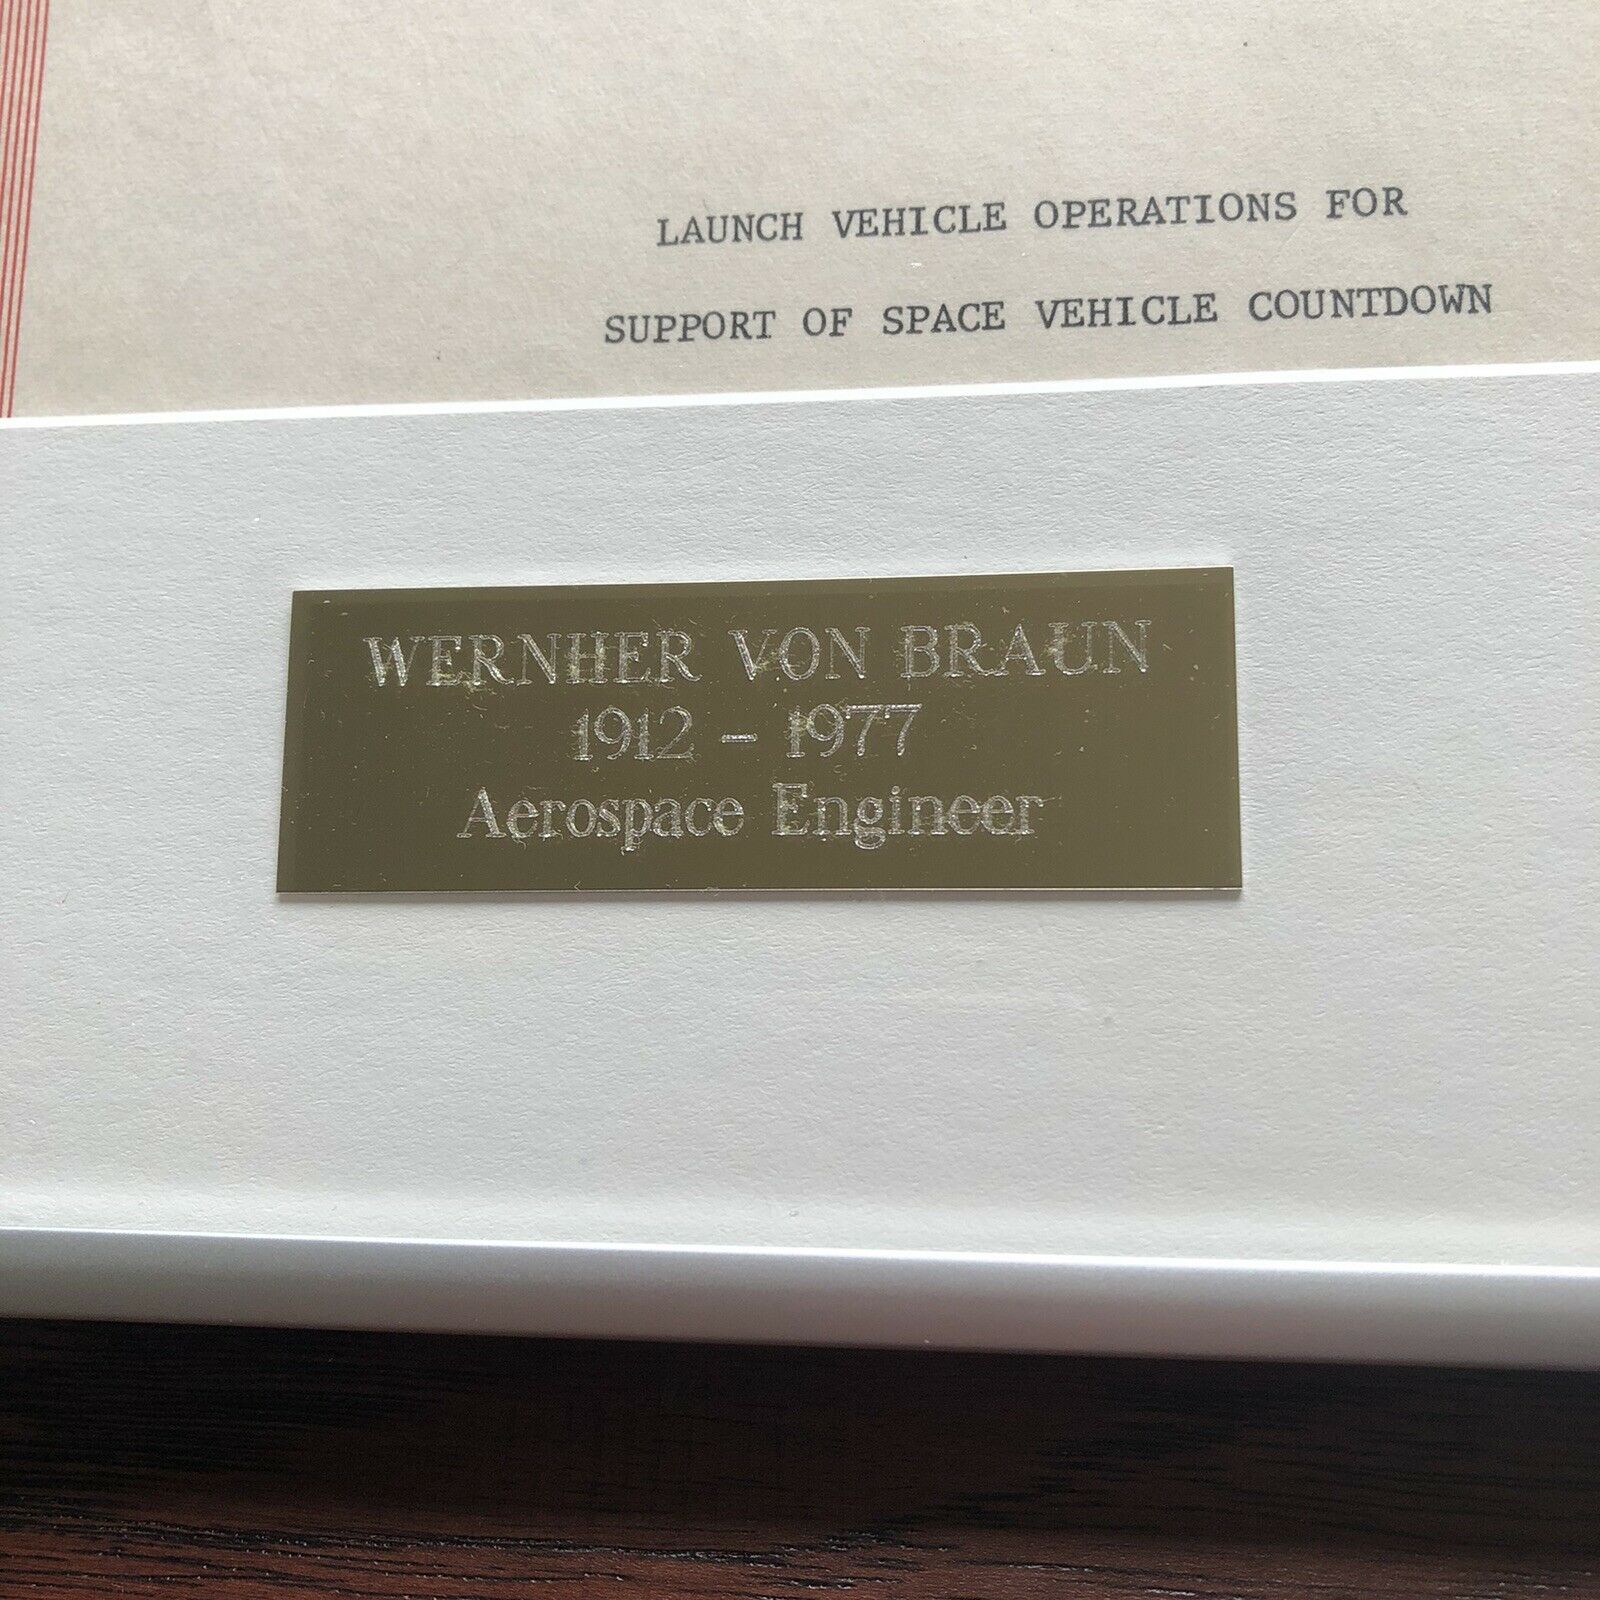 LAUNCH VEHICLE OPERATIONS FOR
SUPPORT OF SPACE VEHICLE COUNTDOWN
WERNHER VON BRAUN
1912 - 1977
Aerospace Engineer